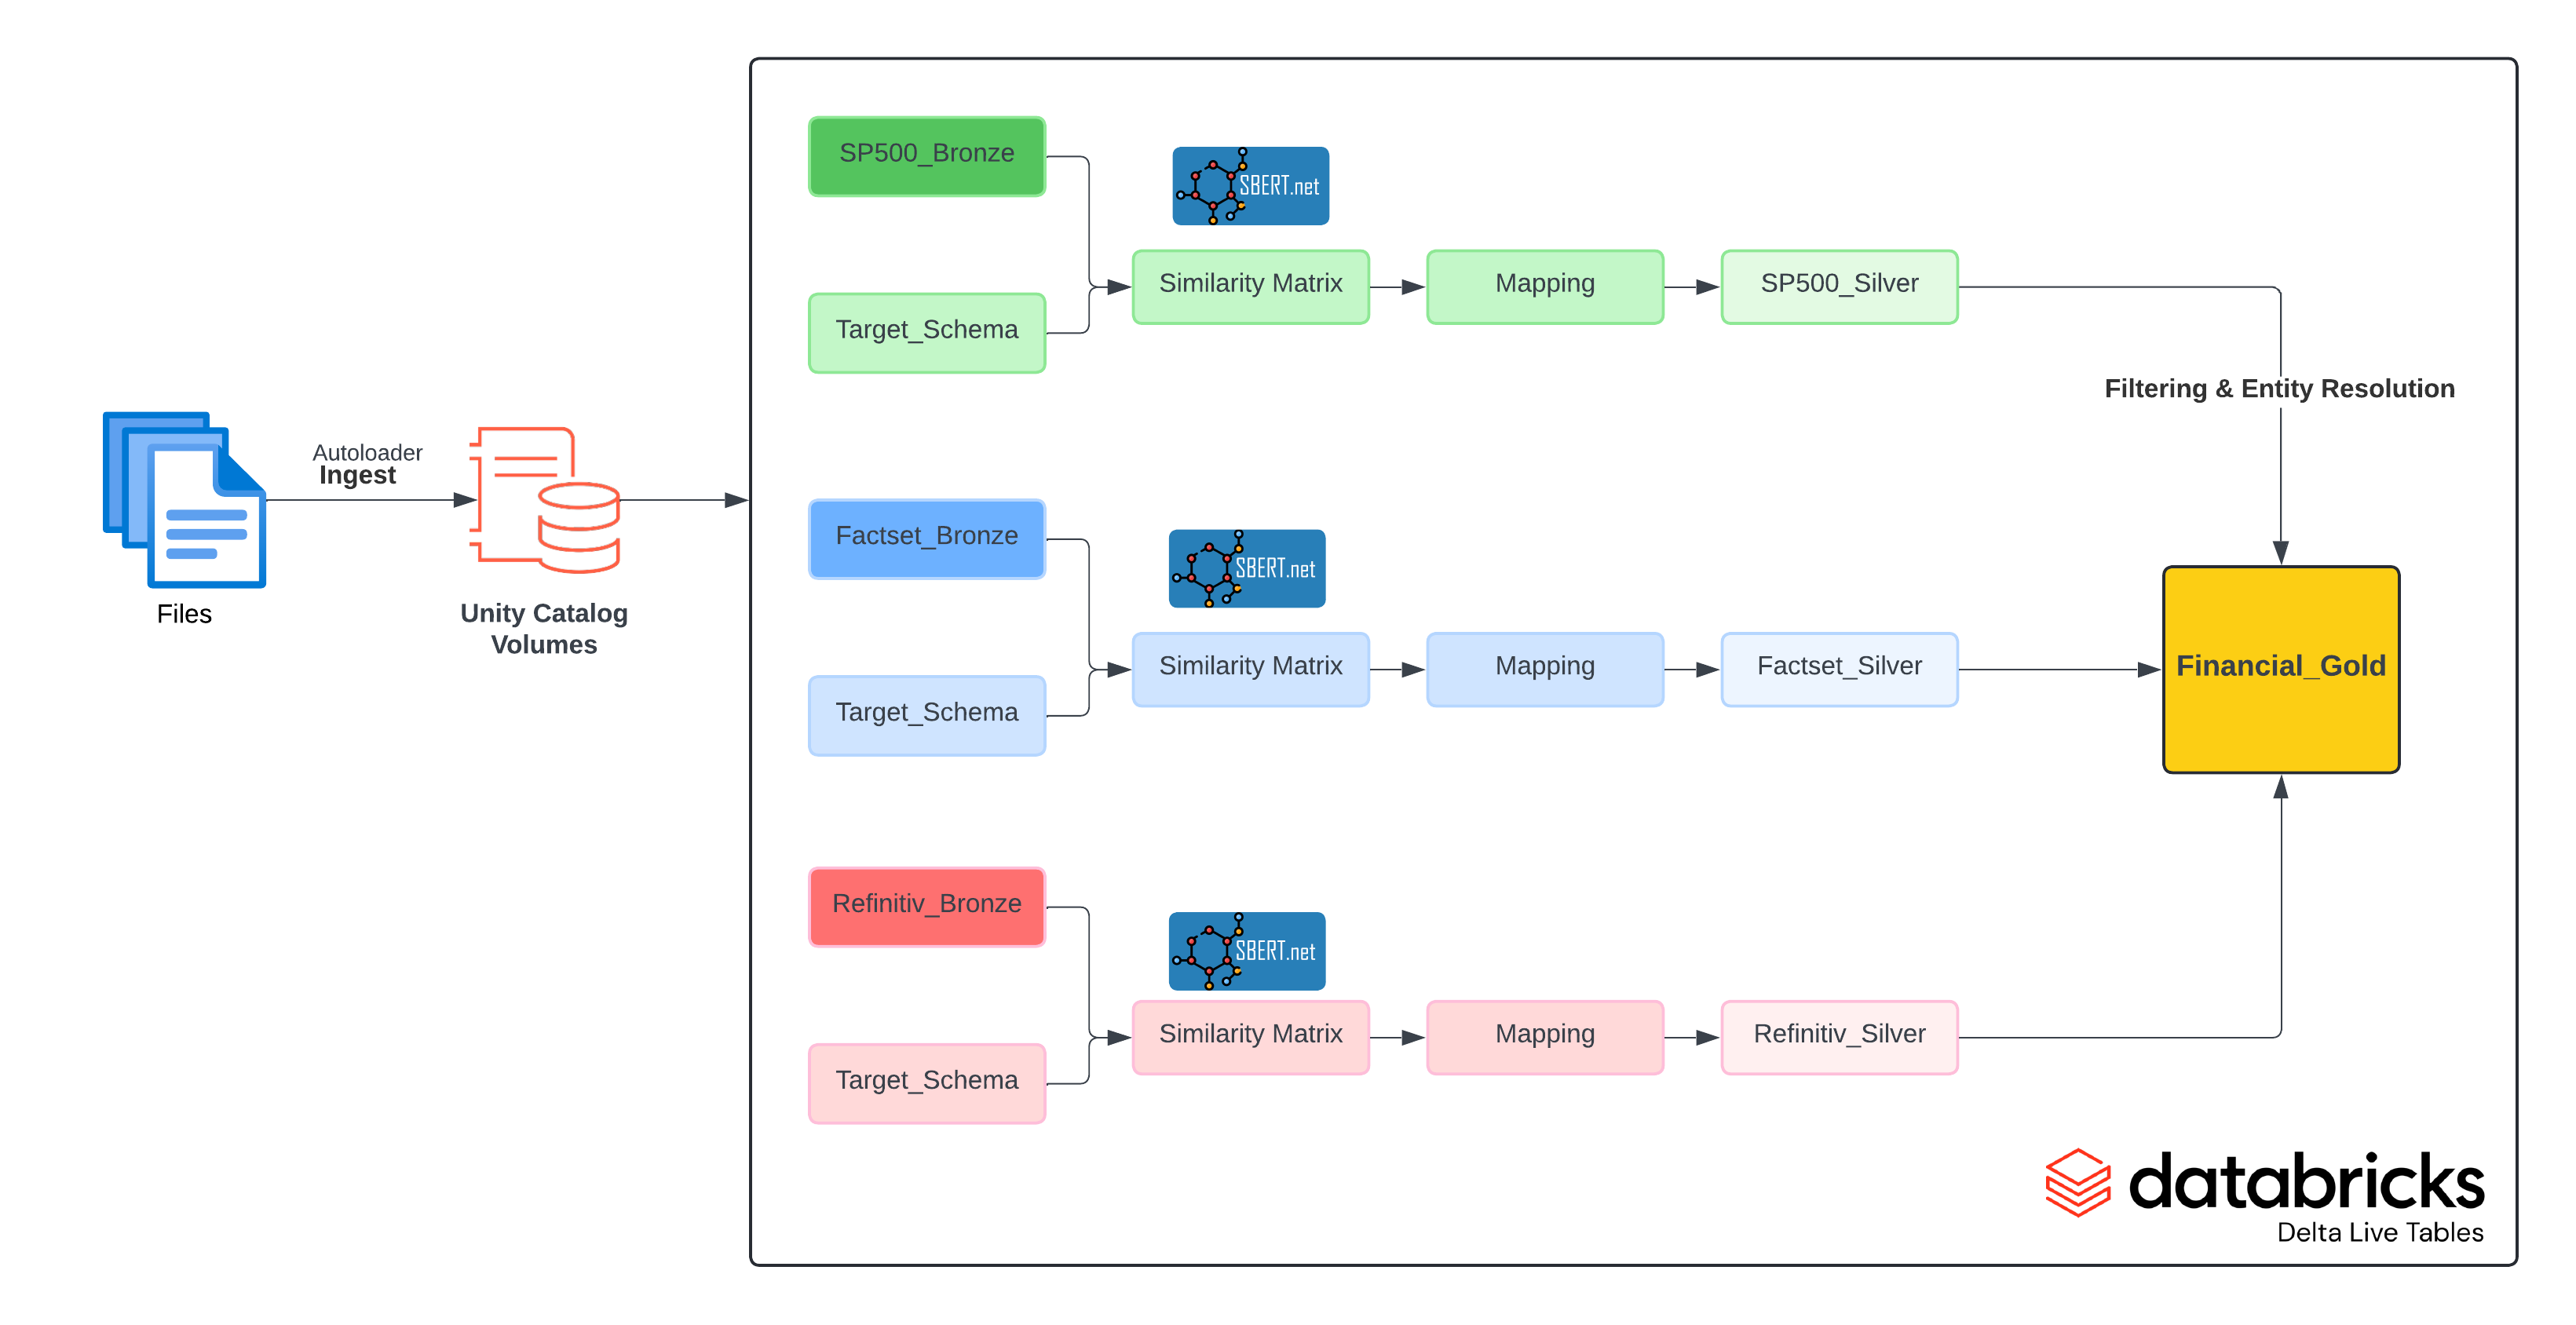 Files
Autoloader
Ingest
Unity Catalog
Volumes
SP500_Bronze
Target_Schema
SBERT.net
Similarity Matrix
Mapping
SP500_Silver
Filtering & Entity Resolution
Factset_Bronze
Target_Schema
SBERT.net
Similarity Matrix
Mapping
Factset_Silver
Financial_Gold
Refinitiv_Bronze
Target_Schema
SBERT.net
Similarity Matrix
Mapping
Refinitiv_Silver
databricks
Delta Live Tables